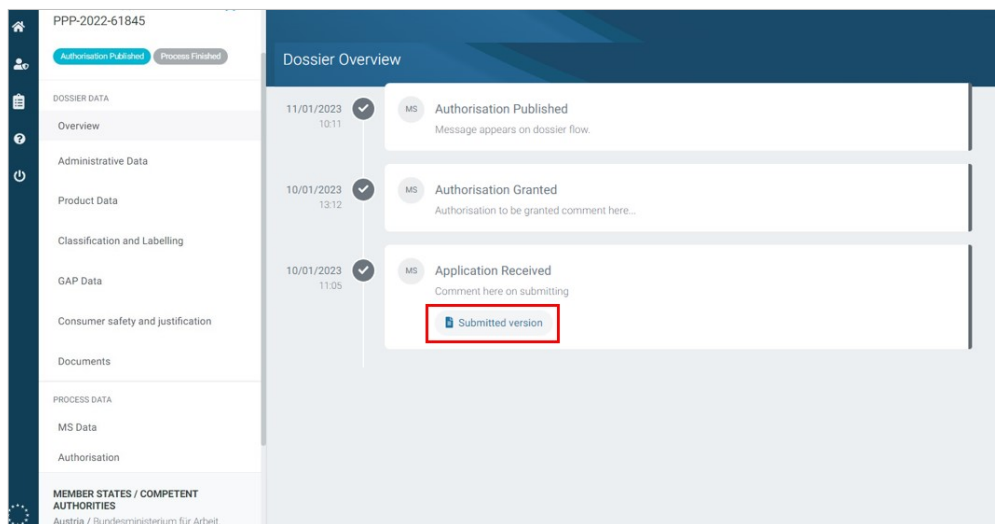 PPP-2022-61845
Authorisation Published
Process Finished
DOSSIER DATA
Overview
Administrative Data
Product Data
Classification and Labelling
GAP Data
Consumer safety and justification
Documents
PROCESS DATA
MS Data
Authorisation
MEMBER STATES / COMPETENT
AUTHORITIES
Austria / Bundesministerium für Arbeit
Dossier Overview
11/01/2023
10:11
MS
Authorisation Published
Message appears on dossier flow.
10/01/2023
13:12
MS
Authorisation Granted
Authorisation to be granted comment here...
10/01/2023
11:05
MS
Application Received
Comment here on submitting
Submitted version